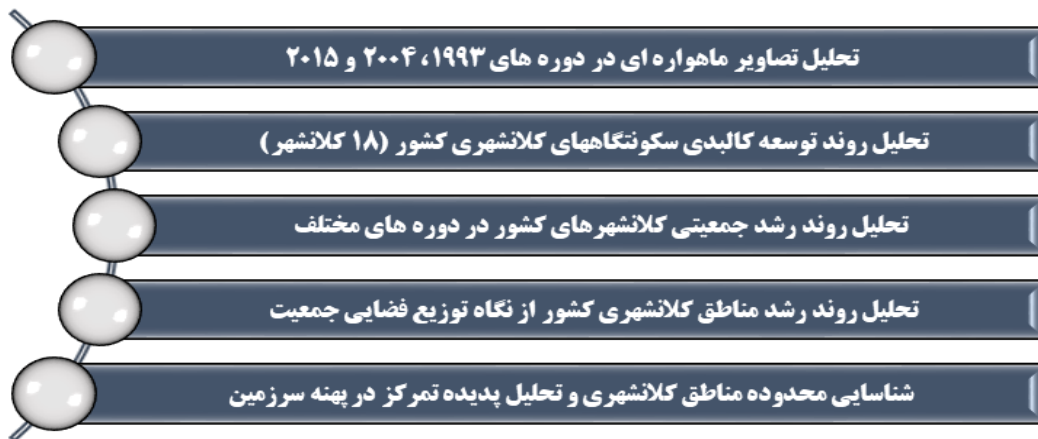 تحلیل تصاویر ماهواره ای در دوره های ۱۹۹۳، ۲۰۰۴ و ۲۰۱۵
تحلیل روند توسعه کالبدی سکونتگاههای کلانشهری کشور (۱۸ کلانشهر)
تحلیل روند رشد جمعیتی کلانشهرهای کشور در دوره های مختلف
تحلیل روند رشد مناطق کلانشهری کشور از نگاه توزیع فضایی جمعیت
شناسایی محدوده مناطق کلانشهری و تحلیل پدیده تمرکز در پهنه سرزمین